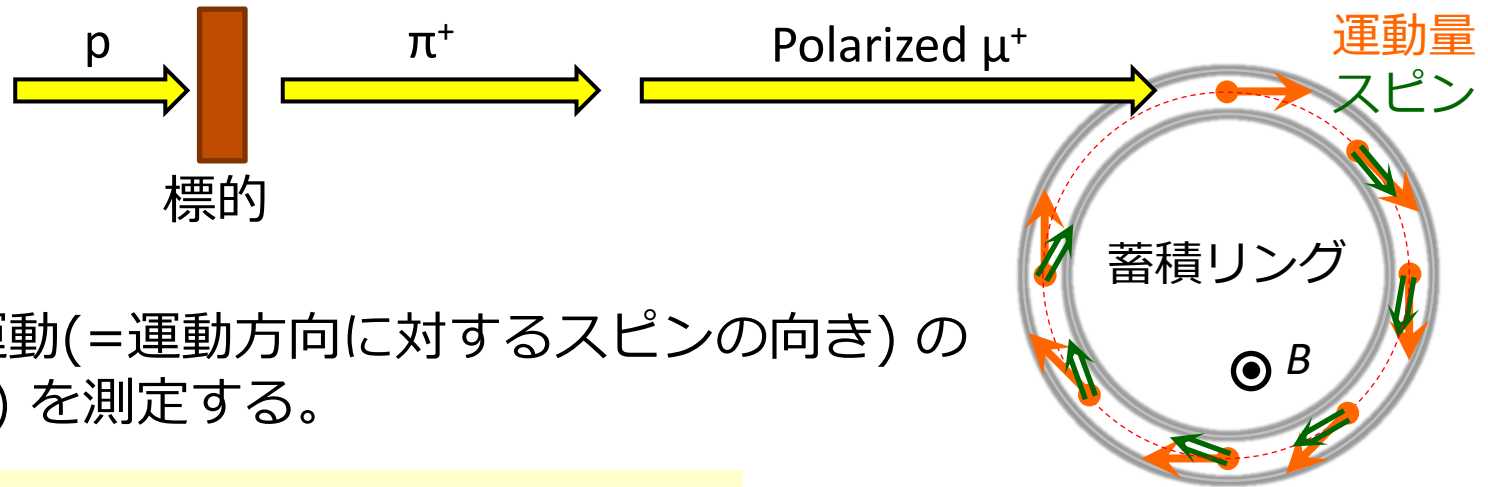 p
π⁺
Polarized μ⁺
運動量
スピン
標的
蓄積リング
B
運動(=運動方向に対するスピンの向き) の
) を測定する。